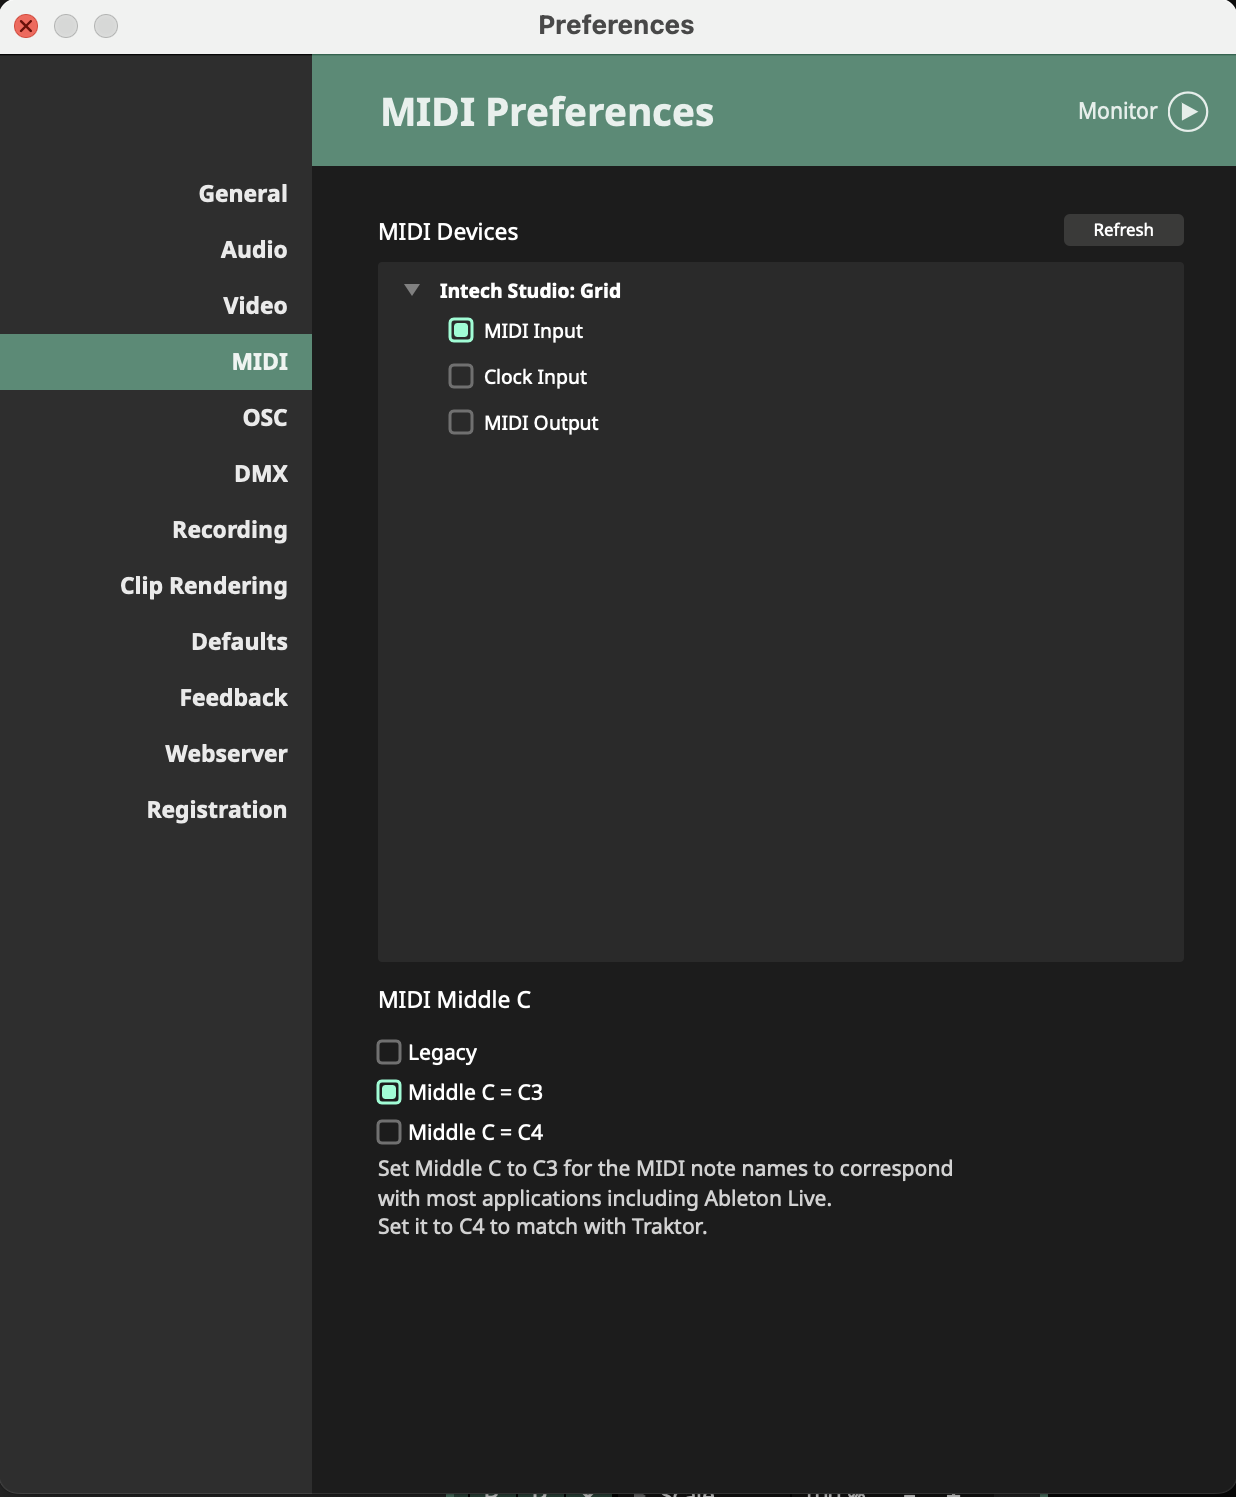 Preferences
MIDI Preferences
Monitor
General
Audio
Video
MIDI
OSC
DMX
Recording
Clip Rendering
Defaults
Feedback
Webserver
Registration
MIDI Devices
Refresh
Intech Studio: Grid
MIDI Input
Clock Input
MIDI Output
MIDI Middle C
Legacy
Middle C = C3
Middle C = C4
Set Middle C to C3 for the MIDI note names to correspond
with most applications including Ableton Live.
Set it to C4 to match with Traktor.